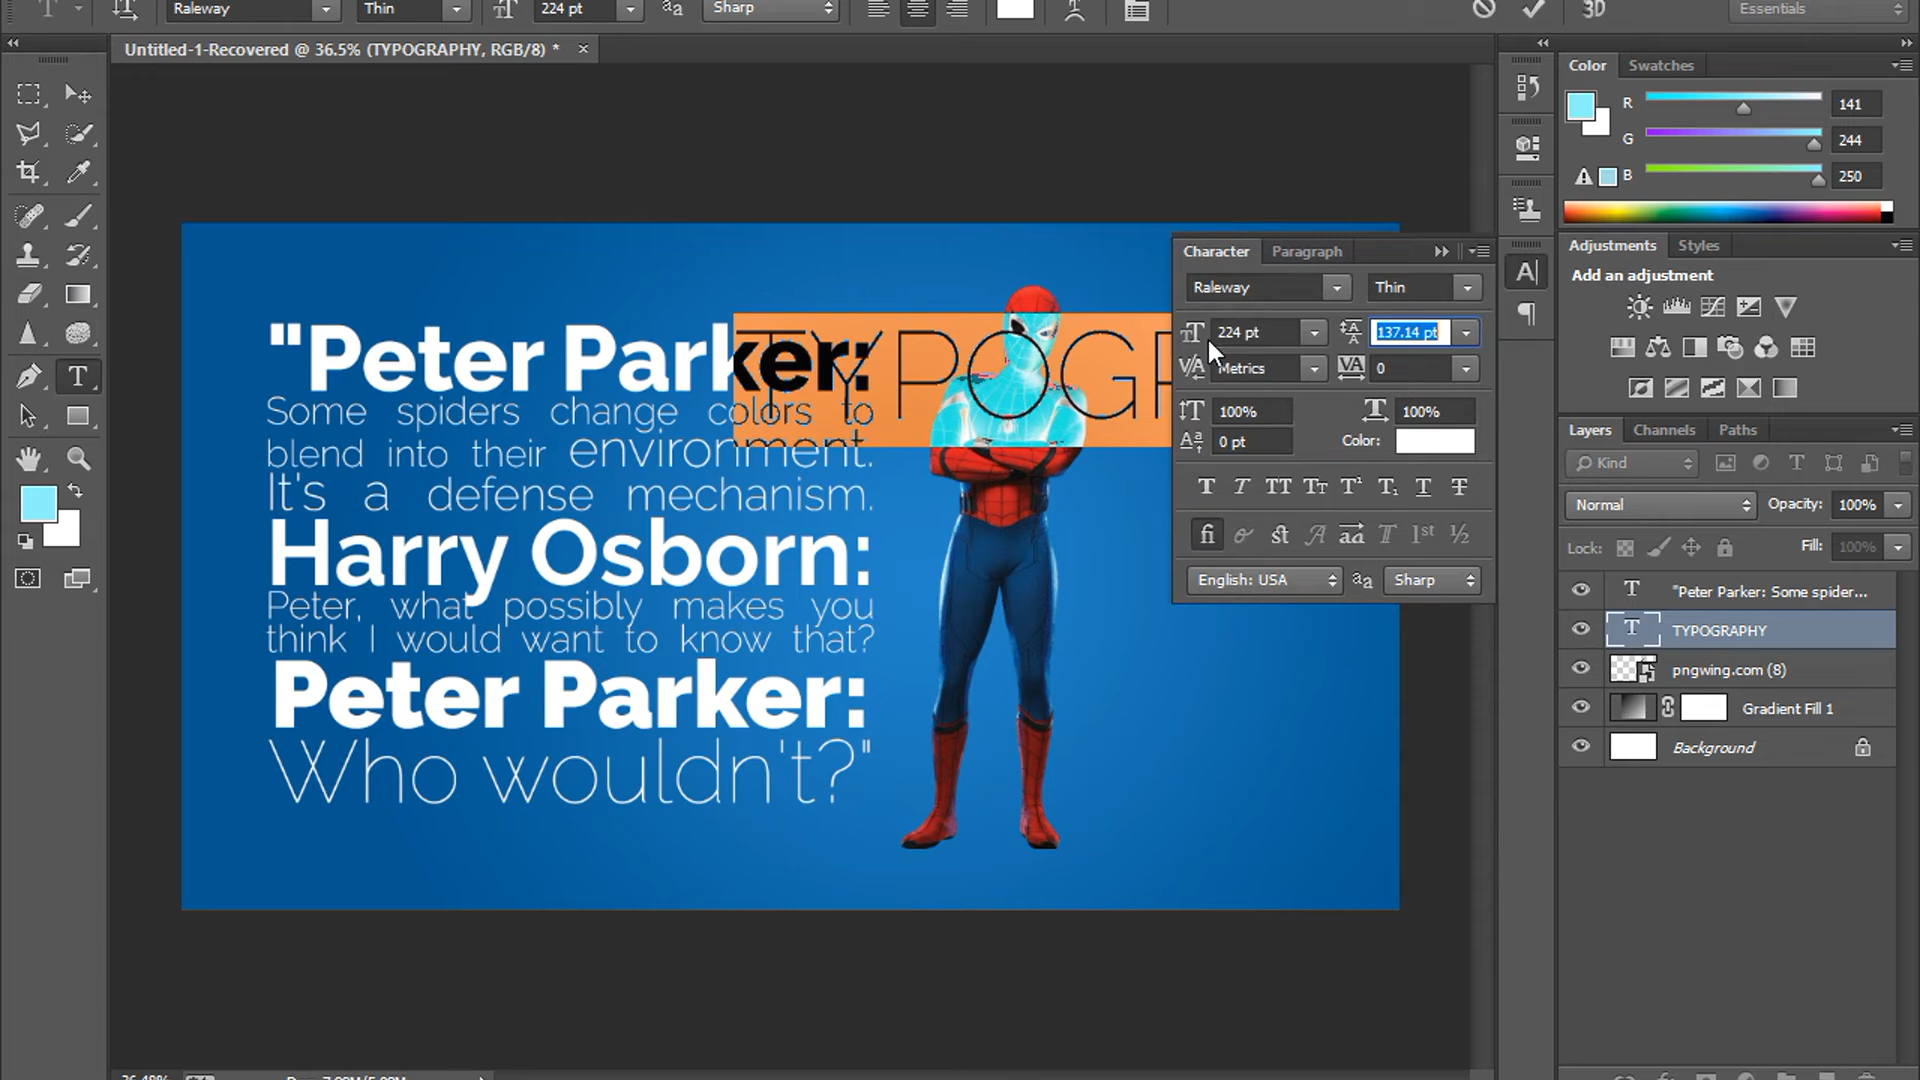 Raleway Thin 224 pt Sharp 3D Essentials
Untitled-1-Recovered @ 36.5% (TYPOGRAPHY, RGB/8) * ×
Color Swatches
R 141
G 244
B 250
Adjustments Styles
Add an adjustment
Character Paragraph
Raleway Thin
224 pt 137.14 pt
Metrics 0
100% 100%
0 pt Color:
English: USA Sharp
"Peter Parker:
Some spiders change colors to
blend into their environment.
It's a defense mechanism.
Harry Osborn:
Peter, what possibly makes you
think I would want to know that?
Peter Parker:
Who wouldn't?"
TYPOGR
Layers Channels Paths
Kind
Normal Opacity: 100%
Lock: Fill: 100%
"Peter Parker: Some spider...
TYPOGRAPHY
pngwing.com (8)
Gradient Fill 1
Background